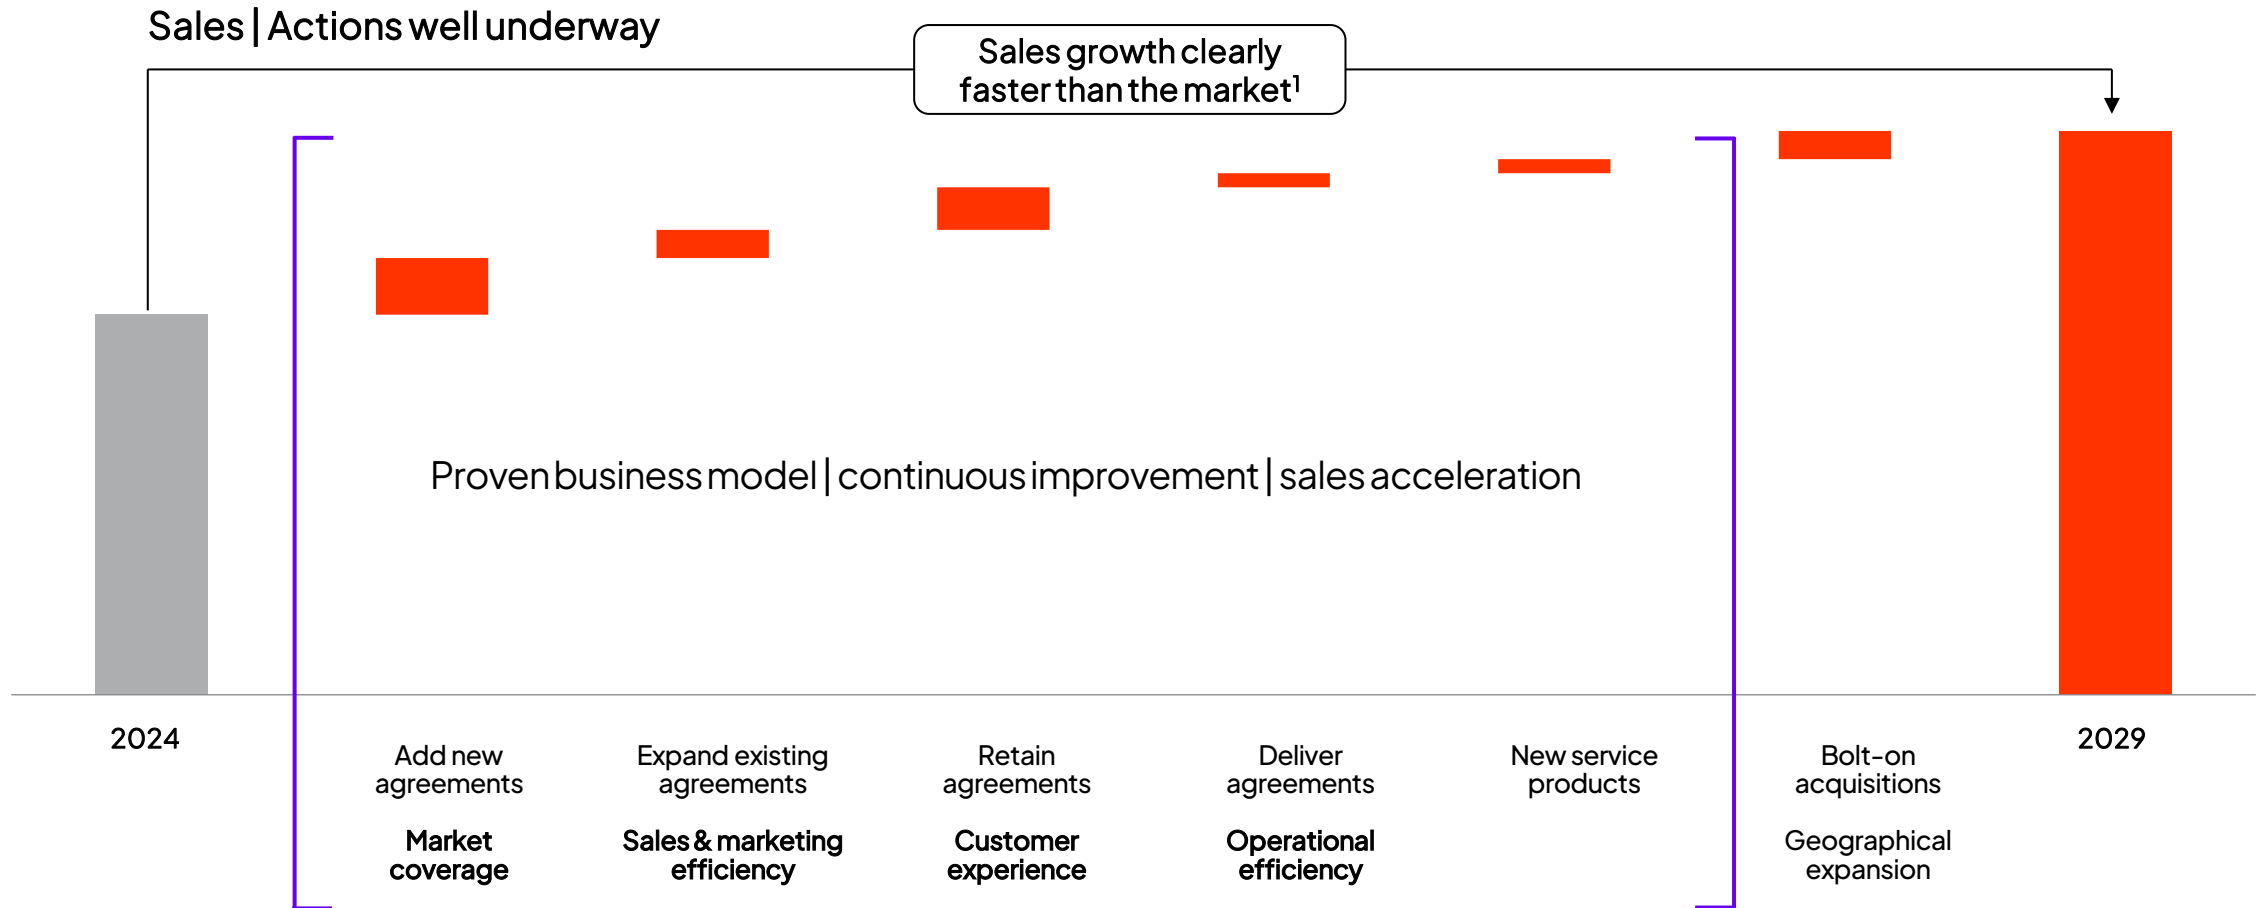 Sales | Actions well underway
Sales growth clearly
faster than the market¹
Proven business model | continuous improvement | sales acceleration
2024
Add new
agreements
Market
coverage
Expand existing
agreements
Sales & marketing
efficiency
Retain
agreements
Customer
experience
Deliver
agreements
Operational
efficiency
New service
products
Bolt-on
acquisitions
Geographical
expansion
2029